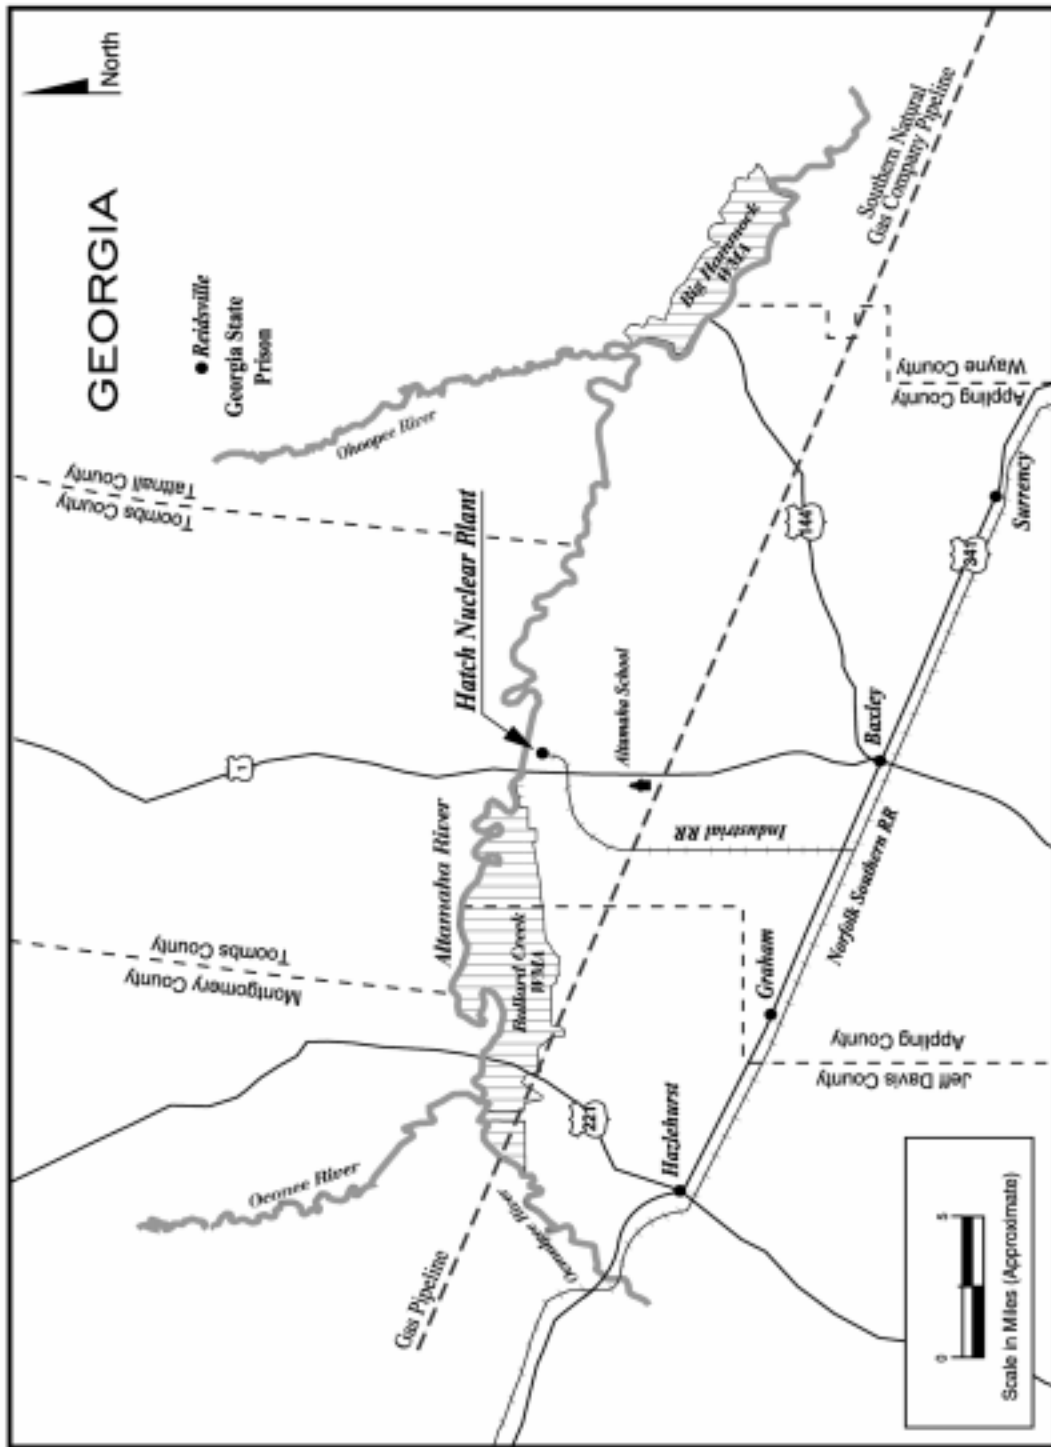 North
GEORGIA
Reidsville
Georgia State
Prison
Ohoopee River
Tattnall County
Toombs County
Hatch Nuclear Plant
Big Hammock
WMA
Southern Natural
Gas Company Pipeline
Wayne County
Appling County
Surrency
341
144
Altamaha School
Baxley
1
Industrial RR
Norfolk Southern RR
Altamaha River
Toombs County
Montgomery County
Bullard Creek
WMA
Graham
Appling County
Jeff Davis County
221
Hazlehurst
Oconee River
Ocmulgee River
Gas Pipeline
0
5
Scale in Miles (Approximate)